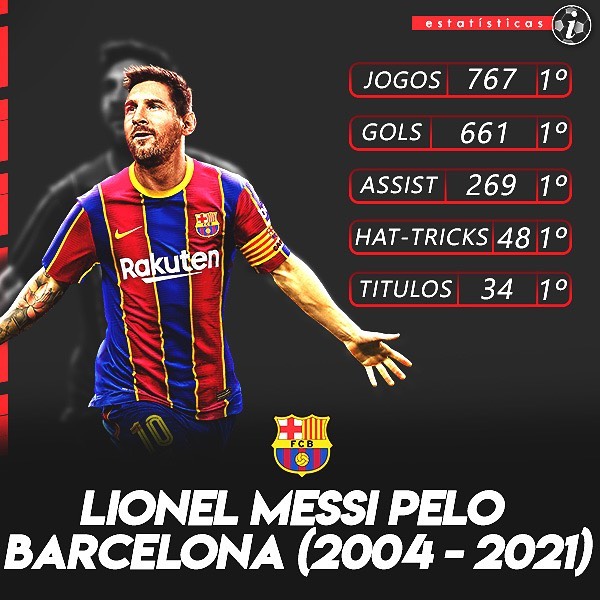 estatísticas i
JOGOS 767 1º
GOLS 661 1º
ASSIST 269 1º
HAT-TRICKS 48 1º
TITULOS 34 1º
Rakuten
10
FCB
LIONEL MESSI PELO
BARCELONA (2004 - 2021)